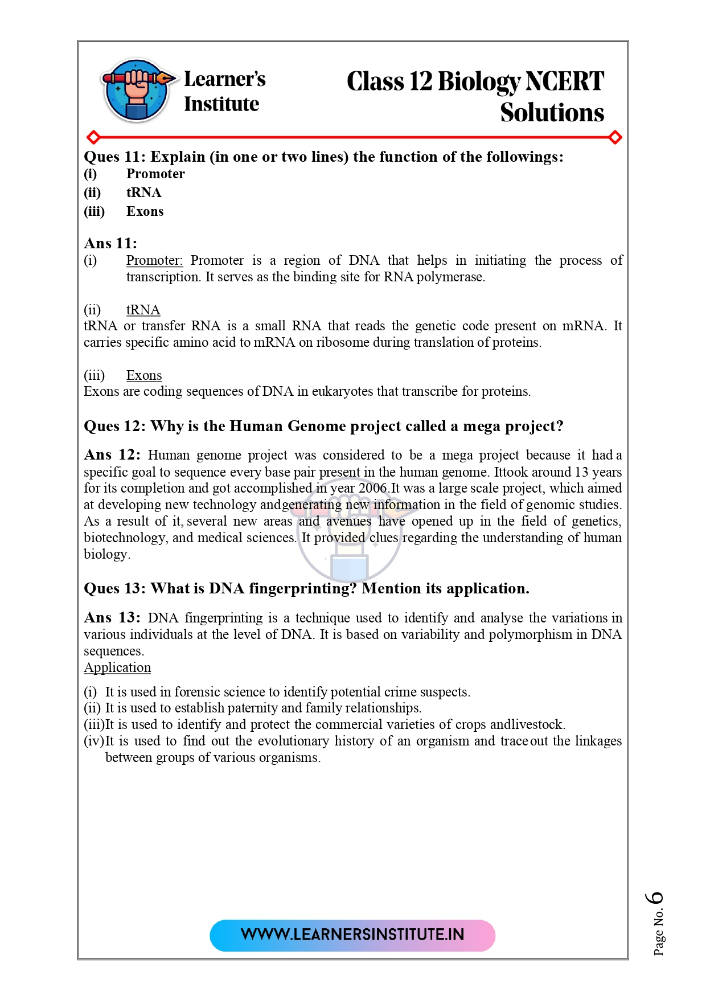 Learner's
Institute
Class 12 Biology NCERT
Solutions
Ques 11: Explain (in one or two lines) the function of the followings:
(i) Promoter
(ii) tRNA
(iii) Exons
Ans 11:
(i) Promoter: Promoter is a region of DNA that helps in initiating the process of
transcription. It serves as the binding site for RNA polymerase.
(ii) tRNA
tRNA or transfer RNA is a small RNA that reads the genetic code present on mRNA. It
carries specific amino acid to mRNA on ribosome during translation of proteins.
(iii) Exons
Exons are coding sequences of DNA in eukaryotes that transcribe for proteins.
Ques 12: Why is the Human Genome project called a mega project?
Ans 12: Human genome project was considered to be a mega project because it had a
specific goal to sequence every base pair present in the human genome. Ittook around 13 years
for its completion and got accomplished in year 2006.It was a large scale project, which aimed
at developing new technology andgenerating new information in the field of genomic studies.
As a result of it, several new areas and avenues have opened up in the field of genetics,
biotechnology, and medical sciences. It provided clues regarding the understanding of human
biology.
Ques 13: What is DNA fingerprinting? Mention its application.
Ans 13: DNA fingerprinting is a technique used to identify and analyse the variations in
various individuals at the level of DNA. It is based on variability and polymorphism in DNA
sequences.
Application
(i) It is used in forensic science to identify potential crime suspects.
(ii) It is used to establish paternity and family relationships.
(iii)It is used to identify and protect the commercial varieties of crops andlivestock.
(iv)It is used to find out the evolutionary history of an organism and trace out the linkages
between groups of various organisms.
WWW.LEARNERSINSTITUTE.IN
Page No. 6